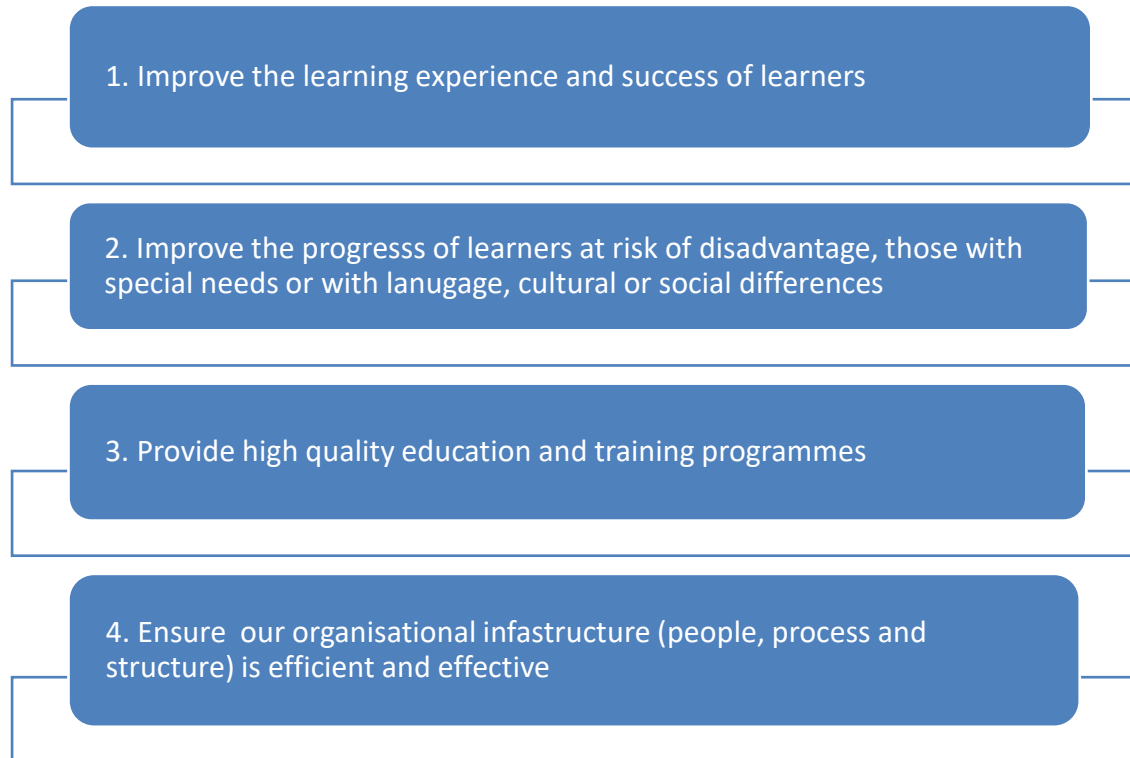 1. Improve the learning experience and success of learners
2. Improve the progresss of learners at risk of disadvantage, those with
special needs or with lanugage, cultural or social differences
3. Provide high quality education and training programmes
4. Ensure  our organisational infastructure (people, process and
structure) is efficient and effective